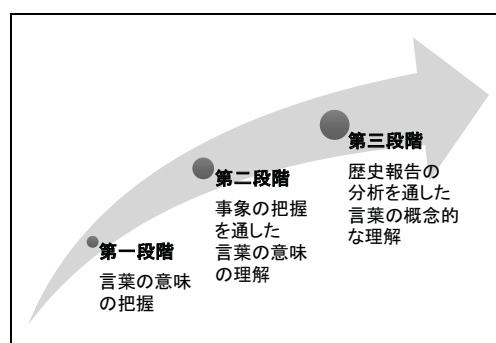 第一段階
言葉の意味
の把握
第二段階
事象の把握
を通した
言葉の意味
の理解
第三段階
歴史報告の
分析を通した
言葉の概念的
な理解